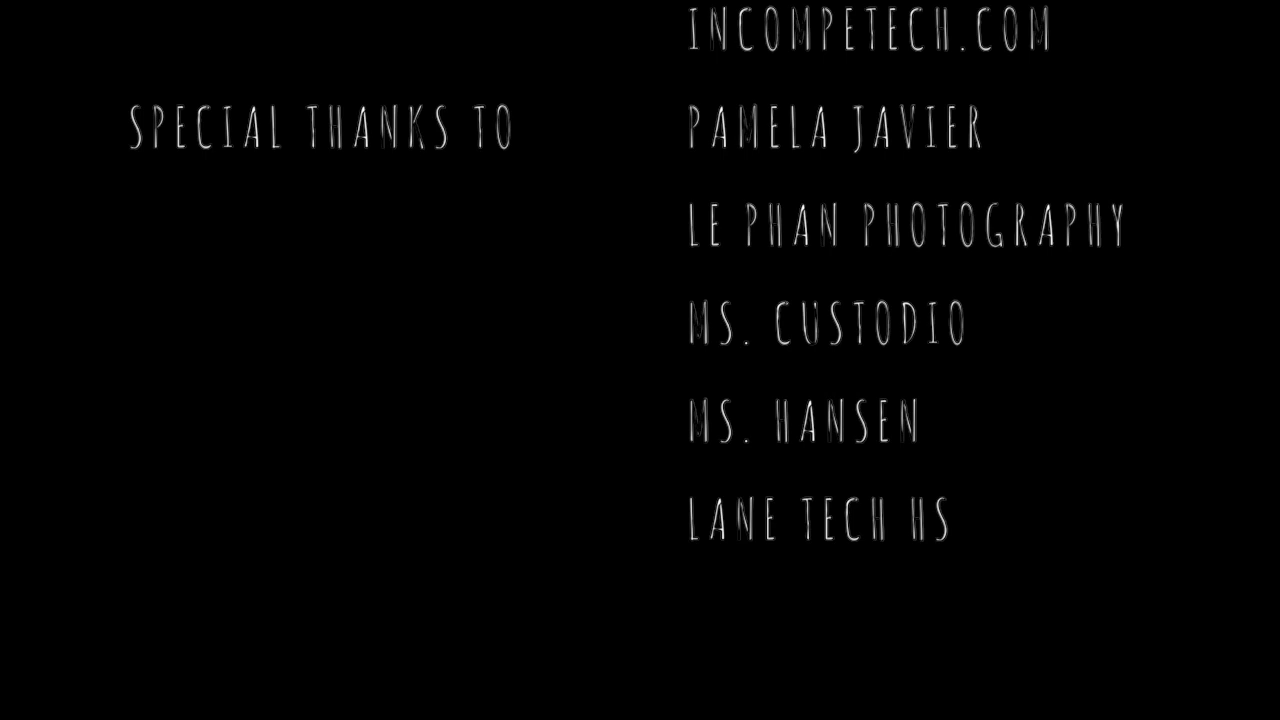 INCOMPETECH.COM
SPECIAL THANKS TO PAMELA JAVIER
LE PHAN PHOTOGRAPHY
MS. CUSTODIO
MS. HANSEN
LANE TECH HS